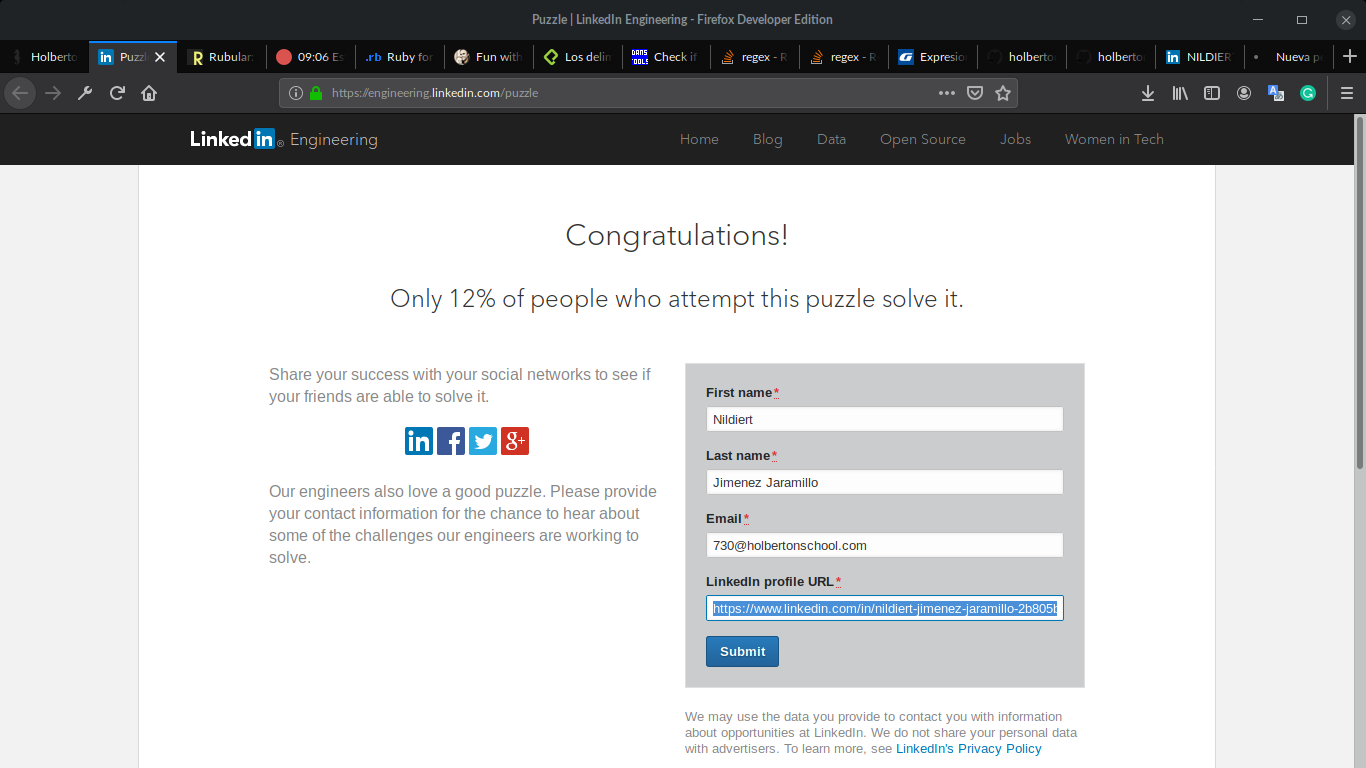 Puzzle | LinkedIn Engineering - Firefox Developer Edition
Holberto Puzzl Rubular: 09:06 Es .rb Ruby for Fun with Los delim DANS TOOLS Check if regex - R regex - R Expresio holberto holberto NILDIER Nueva p
https://engineering.linkedin.com/puzzle
Linked in ® Engineering Home Blog Data Open Source Jobs Women in Tech
Congratulations!
Only 12% of people who attempt this puzzle solve it.
Share your success with your social networks to see if
your friends are able to solve it.
Our engineers also love a good puzzle. Please provide
your contact information for the chance to hear about
some of the challenges our engineers are working to
solve.
First name*
Nildiert
Last name*
Jimenez Jaramillo
Email*
730@holbertonschool.com
LinkedIn profile URL*
https://www.linkedin.com/in/nildiert-jimenez-jaramillo-2b805b
Submit
We may use the data you provide to contact you with information
about opportunities at LinkedIn. We do not share your personal data
with advertisers. To learn more, see LinkedIn's Privacy Policy